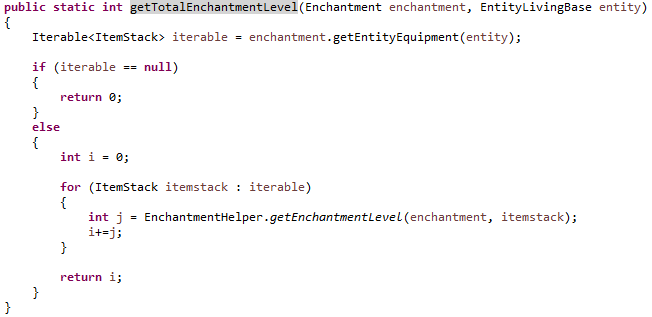 public static int getTotalEnchantmentLevel(Enchantment enchantment, EntityLivingBase entity)
{
    Iterable<ItemStack> iterable = enchantment.getEntityEquipment(entity);

    if (iterable == null)
    {
        return 0;
    }
    else
    {
        int i = 0;

        for (ItemStack itemstack : iterable)
        {
            int j = EnchantmentHelper.getEnchantmentLevel(enchantment, itemstack);
            i+=j;
        }

        return i;
    }
}